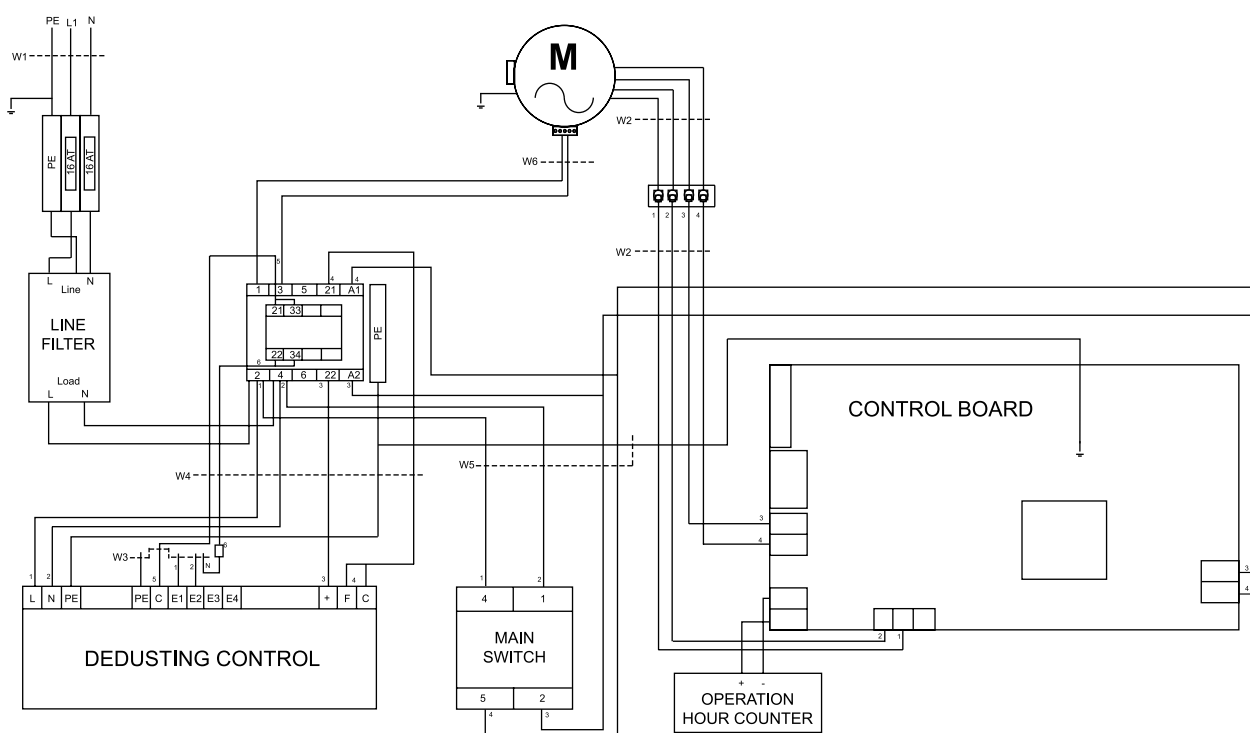 PE L1 N
W1
M
W2
W6
PE
16 AT
16 AT
1 2 3 4
W2
L N
Line
LINE
FILTER
Load
L N
5 4 4
1 3 5 21 A1
21 33
22 34
6
2 4 6 22 A2
1 2 3 3
PE
W4
W5
W3
6
N
1 2 5 1 2 3 4
L N PE PE C E1 E2 E3 E4 + F C
DEDUSTING CONTROL
1 2
4 1
MAIN
SWITCH
5 2
4 3
CONTROL BOARD
3
4
3
4
2 1
+ -
OPERATION
HOUR COUNTER